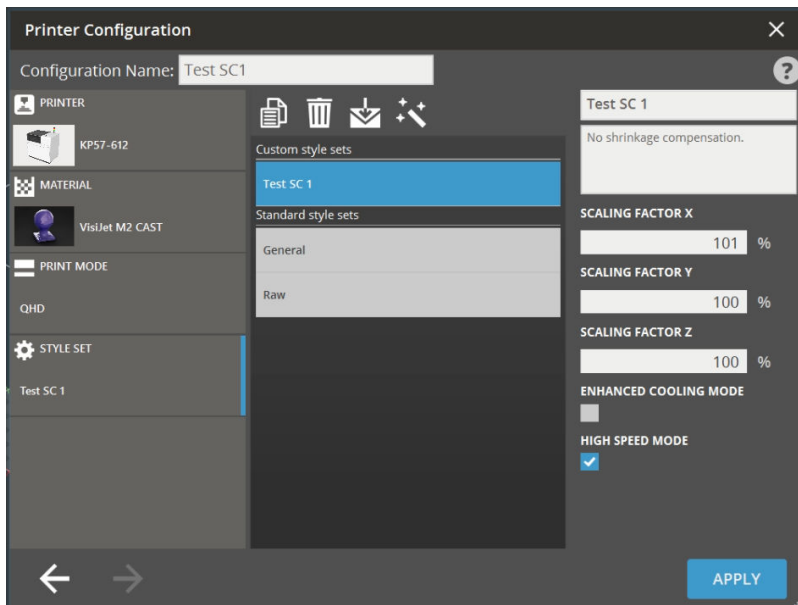 Printer Configuration
Configuration Name: Test SC1
?
PRINTER
KP57-612
MATERIAL
VisiJet M2 CAST
PRINT MODE
QHD
STYLE SET
Test SC 1
Custom style sets
Test SC 1
Standard style sets
General
Raw
Test SC 1
No shrinkage compensation.
SCALING FACTOR X
101 %
SCALING FACTOR Y
100 %
SCALING FACTOR Z
100 %
ENHANCED COOLING MODE
HIGH SPEED MODE
APPLY